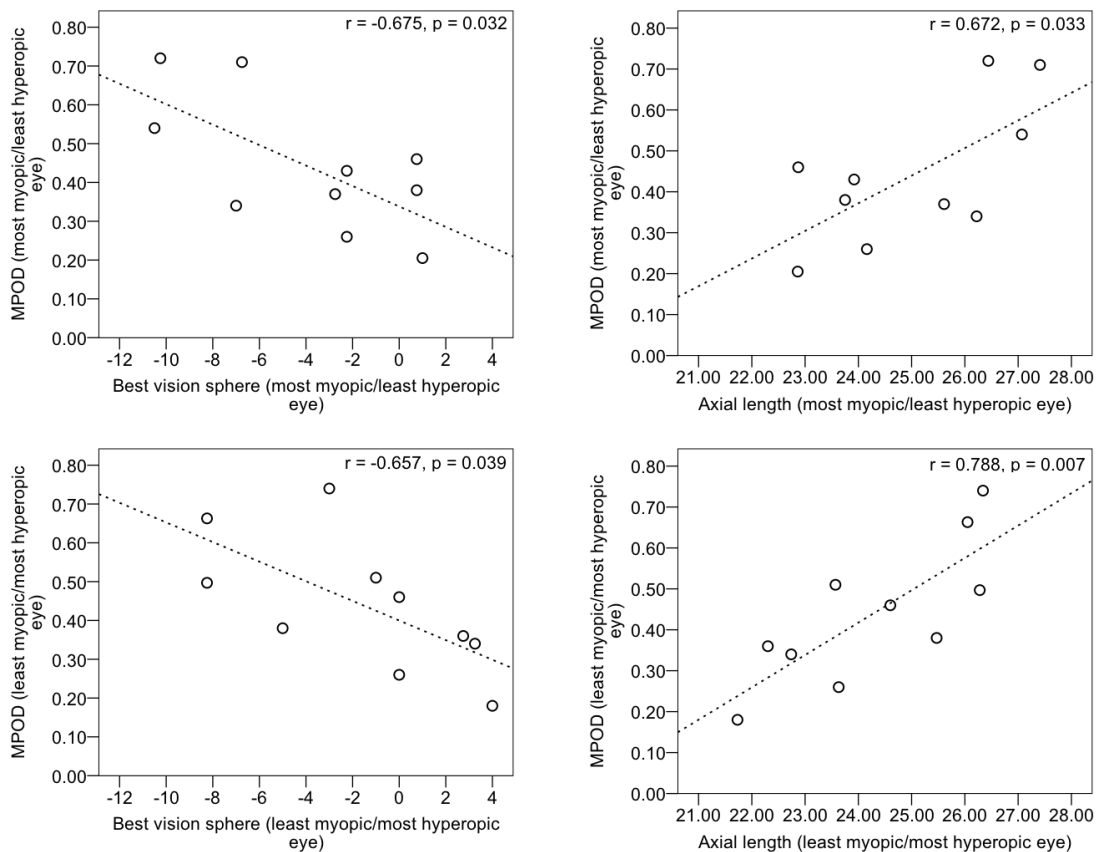 r = -0.675, p = 0.032
MPOD (most myopic/least hyperopic
eye)
0.80
0.70
0.60
0.50
0.40
0.30
0.20
0.10
0.00
-12 -10 -8 -6 -4 -2 0 2 4
Best vision sphere (most myopic/least hyperopic
eye)
r = 0.672, p = 0.033
MPOD (most myopic/least hyperopic
eye)
0.80
0.70
0.60
0.50
0.40
0.30
0.20
0.10
0.00
21.00 22.00 23.00 24.00 25.00 26.00 27.00 28.00
Axial length (most myopic/least hyperopic eye)
r = -0.657, p = 0.039
MPOD (least myopic/most hyperopic
eye)
0.80
0.70
0.60
0.50
0.40
0.30
0.20
0.10
0.00
-12 -10 -8 -6 -4 -2 0 2 4
Best vision sphere (least myopic/most hyperopic
eye)
r = 0.788, p = 0.007
MPOD (least myopic/most hyperopic
eye)
0.80
0.70
0.60
0.50
0.40
0.30
0.20
0.10
0.00
21.00 22.00 23.00 24.00 25.00 26.00 27.00 28.00
Axial length (least myopic/most hyperopic eye)